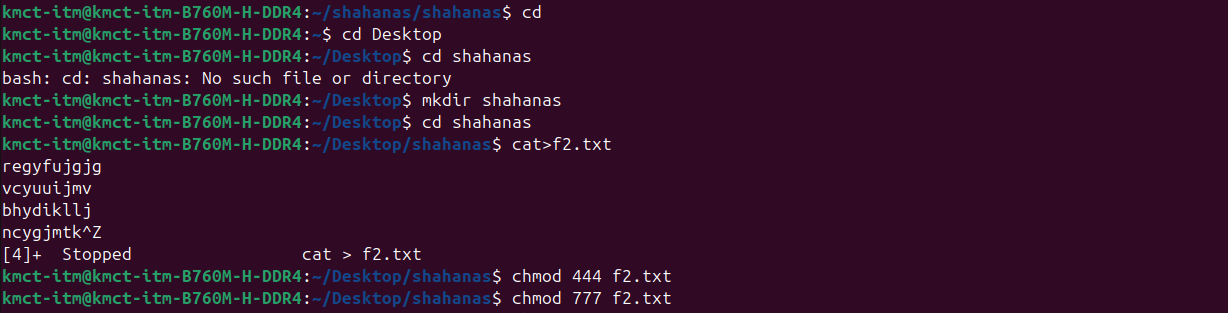 kmct-itm@kmct-itm-B760M-H-DDR4:~/shahanas/shahanas$ cd
kmct-itm@kmct-itm-B760M-H-DDR4:~$ cd Desktop
kmct-itm@kmct-itm-B760M-H-DDR4:~/Desktop$ cd shahanas
bash: cd: shahanas: No such file or directory
kmct-itm@kmct-itm-B760M-H-DDR4:~/Desktop$ mkdir shahanas
kmct-itm@kmct-itm-B760M-H-DDR4:~/Desktop$ cd shahanas
kmct-itm@kmct-itm-B760M-H-DDR4:~/Desktop/shahanas$ cat>f2.txt
regyfujgjg
vcyuuijmv
bhydikllj
ncygjmtk^Z
[4]+  Stopped                 cat > f2.txt
kmct-itm@kmct-itm-B760M-H-DDR4:~/Desktop/shahanas$ chmod 444 f2.txt
kmct-itm@kmct-itm-B760M-H-DDR4:~/Desktop/shahanas$ chmod 777 f2.txt